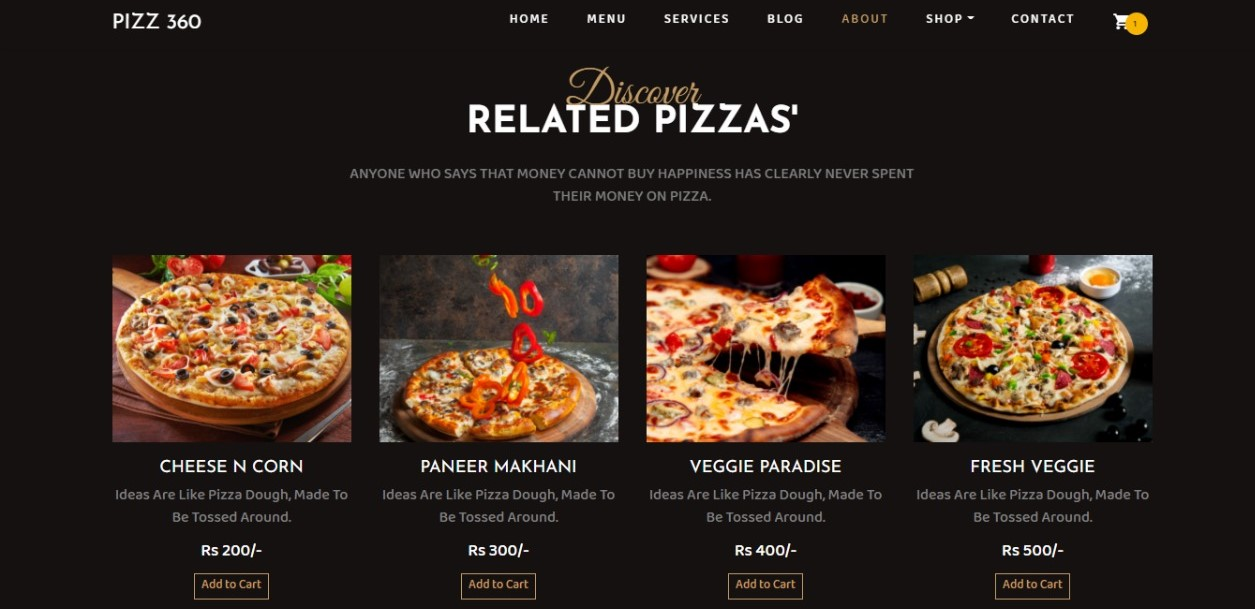 PIZZ 360
HOME MENU SERVICES BLOG ABOUT SHOP CONTACT 1
Discover
RELATED PIZZAS'
ANYONE WHO SAYS THAT MONEY CANNOT BUY HAPPINESS HAS CLEARLY NEVER SPENT
THEIR MONEY ON PIZZA.
CHEESE N CORN
Ideas Are Like Pizza Dough, Made To
Be Tossed Around.
Rs 200/-
Add to Cart
PANEER MAKHANI
Ideas Are Like Pizza Dough, Made To
Be Tossed Around.
Rs 300/-
Add to Cart
VEGGIE PARADISE
Ideas Are Like Pizza Dough, Made To
Be Tossed Around.
Rs 400/-
Add to Cart
FRESH VEGGIE
Ideas Are Like Pizza Dough, Made To
Be Tossed Around.
Rs 500/-
Add to Cart